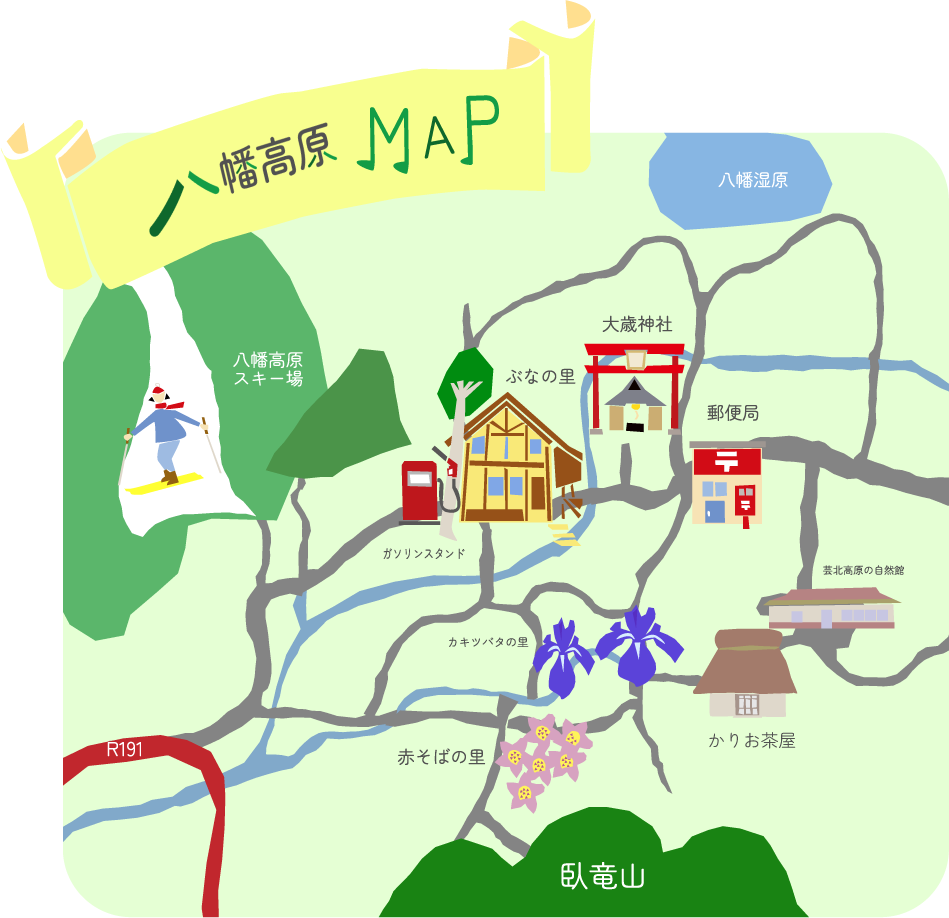 八幡高原 MAP
八幡湿原
大歳神社
八幡高原
スキー場
ぶなの里
郵便局
ガソリンスタンド
芸北高原の自然館
カキツバタの里
かりお茶屋
R191
赤そばの里
臥竜山